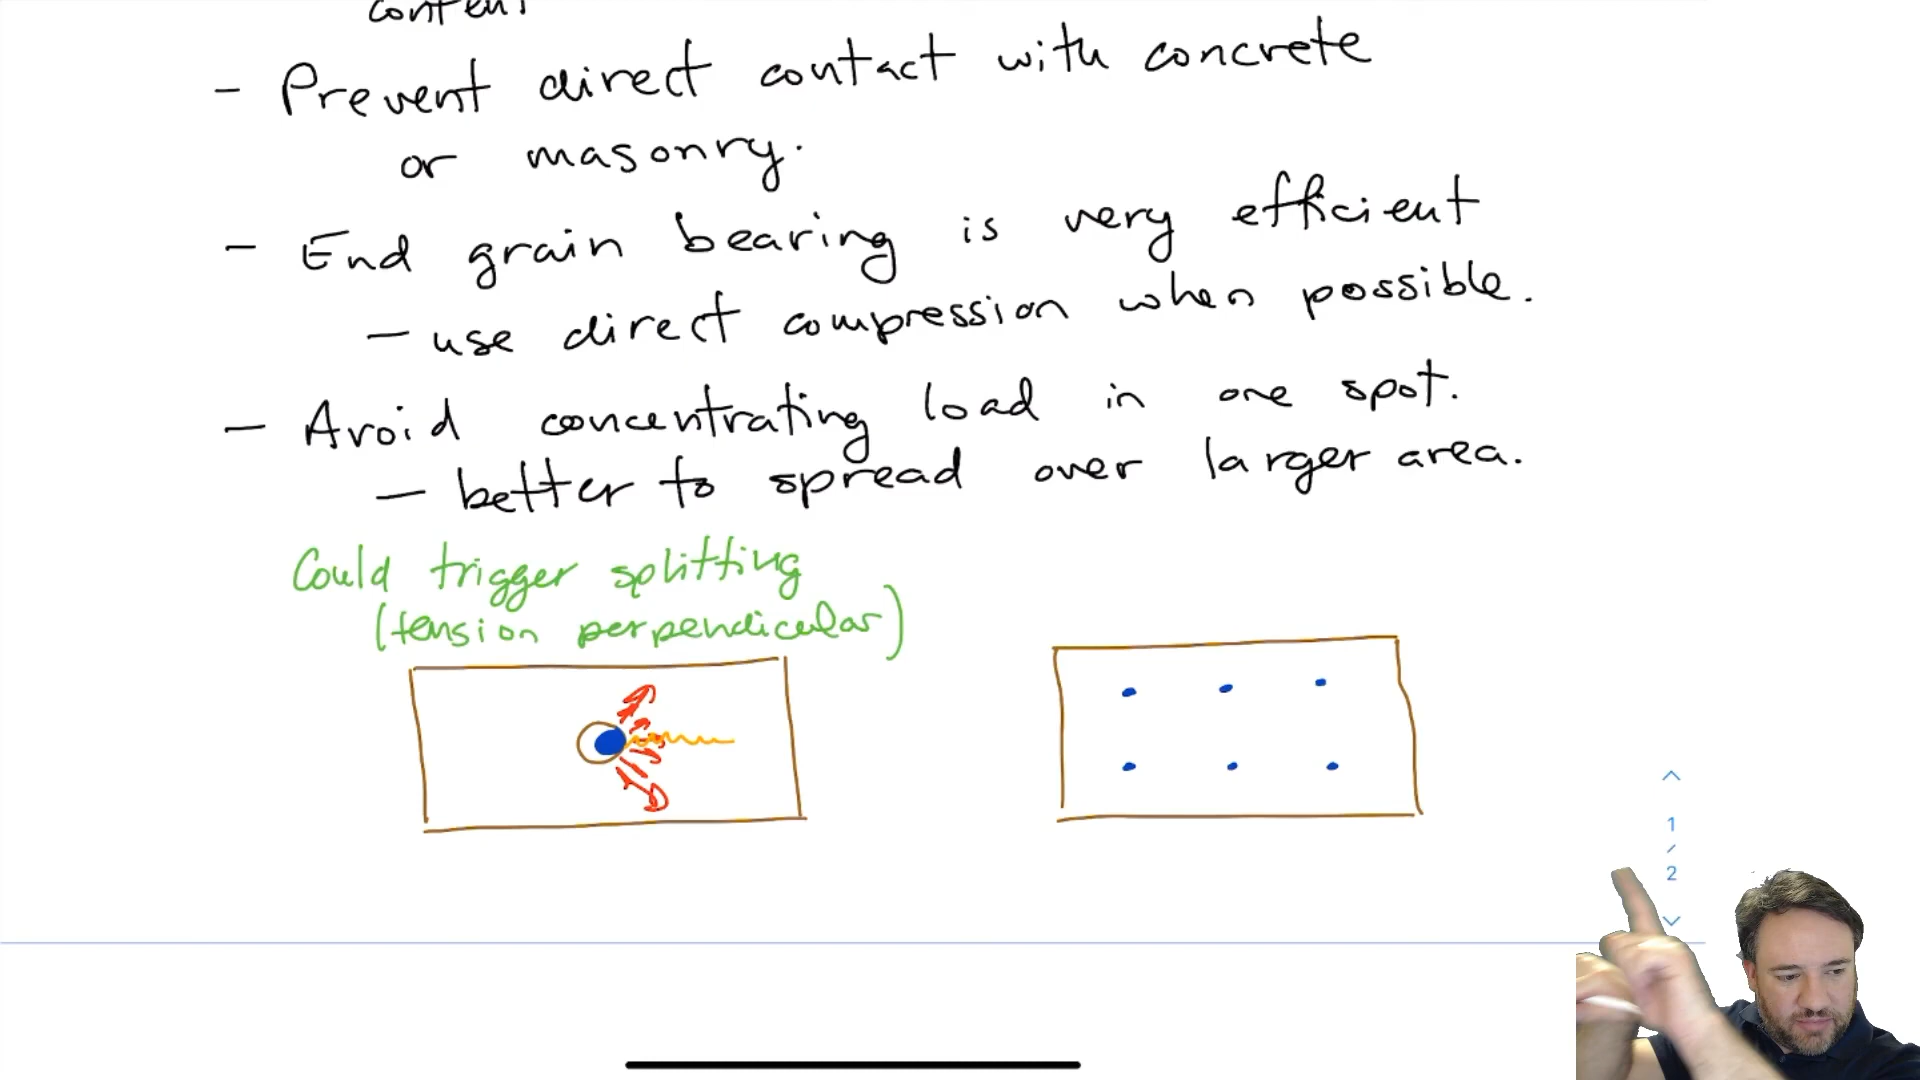 content
- Prevent direct contact with concrete
or masonry.
- End grain bearing is very efficient
- use direct compression when possible.
- Avoid concentrating load in one spot.
- better to spread over larger area.
Could trigger splitting
(tension perpendicular)
1
/
2